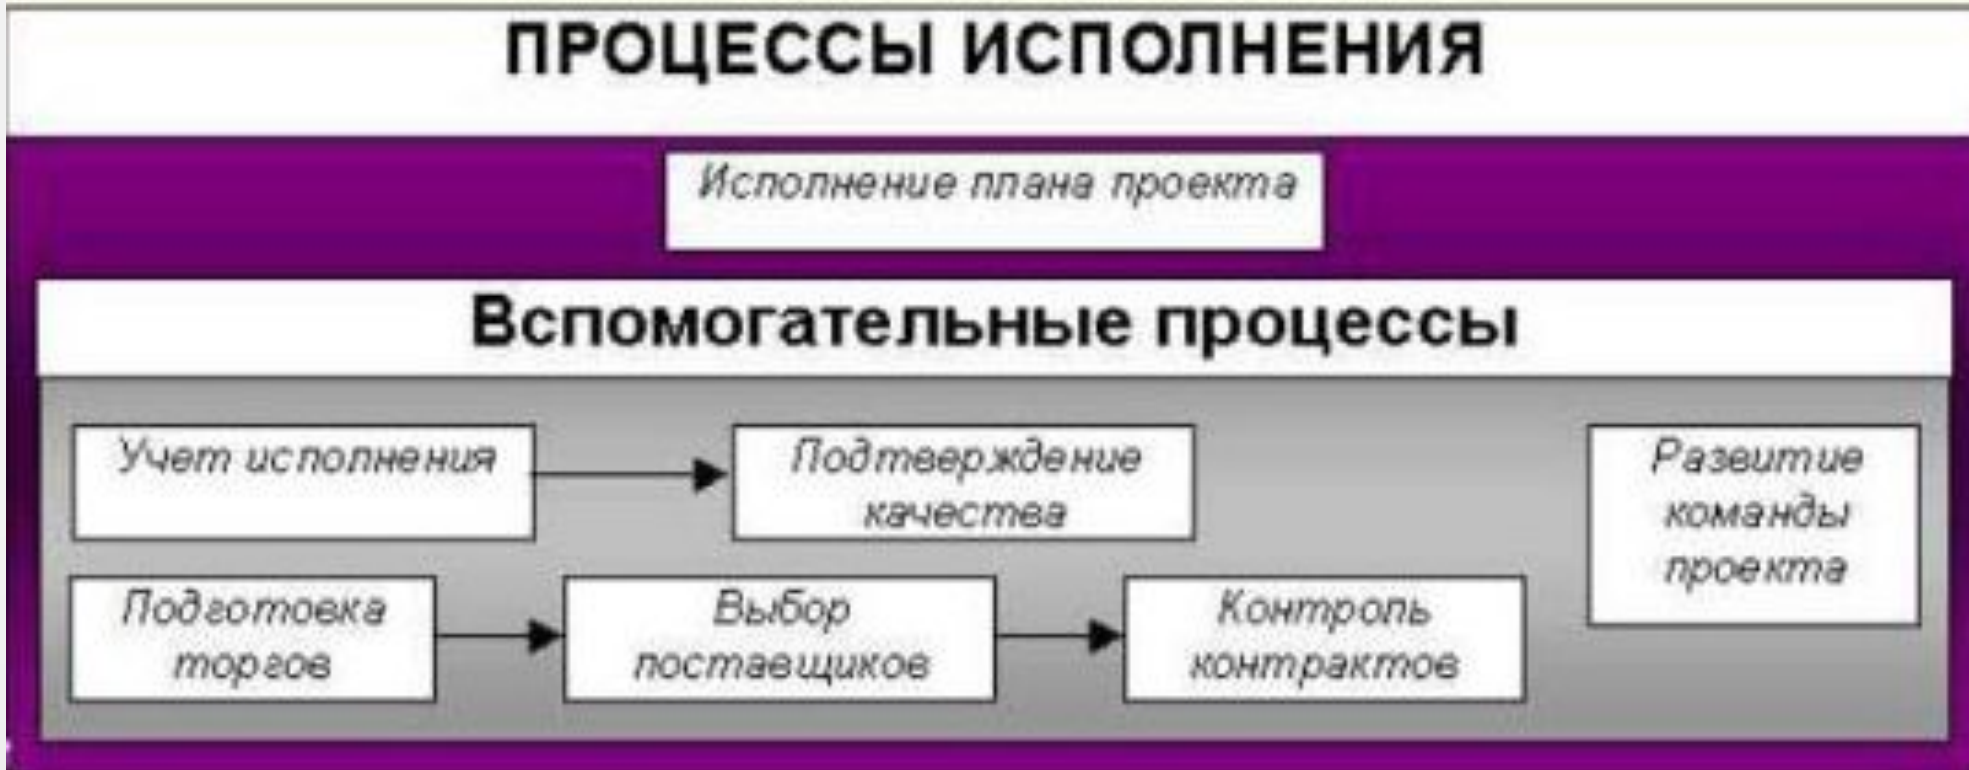 ПРОЦЕССЫ ИСПОЛНЕНИЯ
Исполнение плана проекта
Вспомогательные процессы
Учет исполнения
Подтверждение
качества
Развитие
команды
проекта
Подготовка
торгов
Выбор
поставщиков
Контроль
контрактов